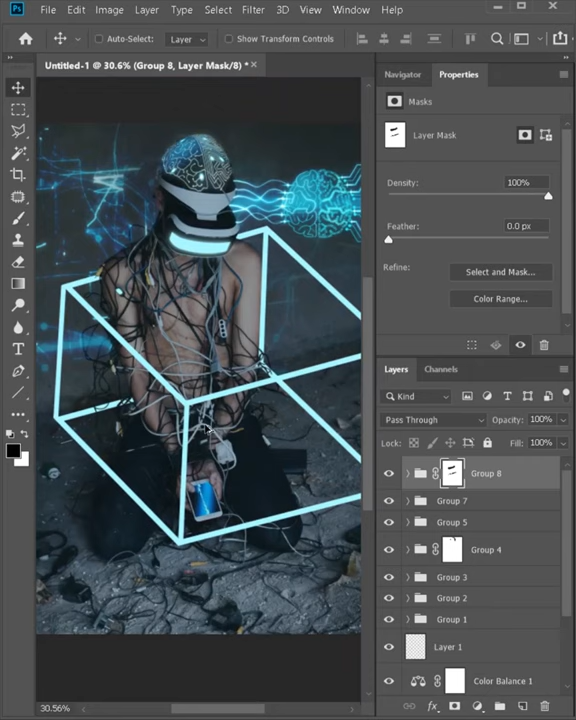 Ps
File Edit Image Layer Type Select Filter 3D View Window Help
Auto-Select: Layer Show Transform Controls
Untitled-1 @ 30.6% (Group 8, Layer Mask/8) *
Navigator Properties
Masks
Layer Mask
Density: 100%
Feather: 0.0 px
Refine: Select and Mask...
Color Range...
Layers Channels
Kind
Pass Through Opacity: 100%
Lock: Fill: 100%
Group 8
Group 7
Group 5
Group 4
Group 3
Group 2
Group 1
Layer 1
Color Balance 1
30.56%
fx